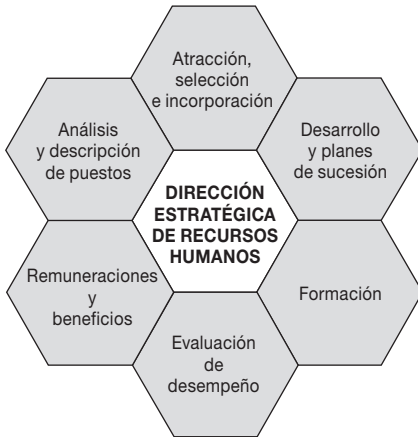 Atracción,
selección
e incorporación
Análisis
y descripción
de puestos
Desarrollo
y planes
de sucesión
DIRECCIÓN
ESTRATÉGICA
DE RECURSOS
HUMANOS
Remuneraciones
y
beneficios
Formación
Evaluación
de
desempeño